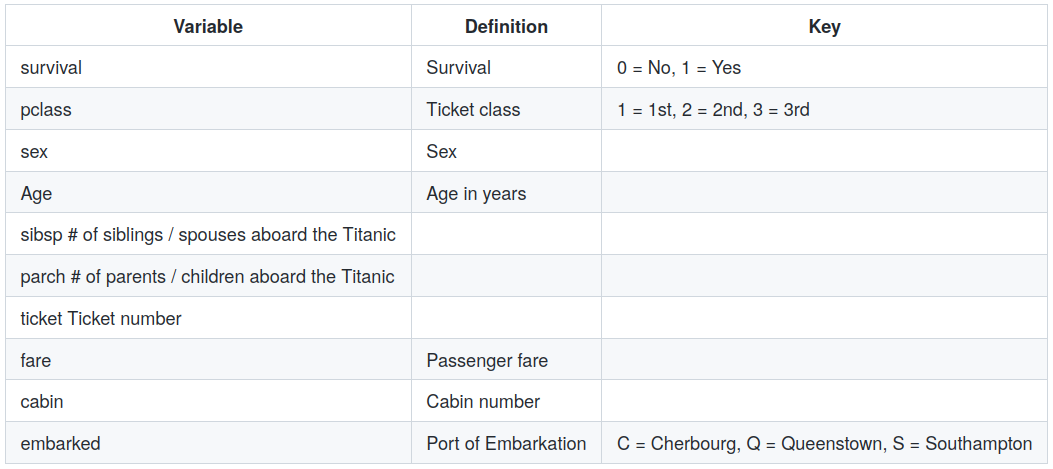 Variable Definition Key
survival Survival 0 = No, 1 = Yes
pclass Ticket class 1 = 1st, 2 = 2nd, 3 = 3rd
sex Sex
Age Age in years
sibsp # of siblings / spouses aboard the Titanic
parch # of parents / children aboard the Titanic
ticket Ticket number
fare Passenger fare
cabin Cabin number
embarked Port of Embarkation C = Cherbourg, Q = Queenstown, S = Southampton